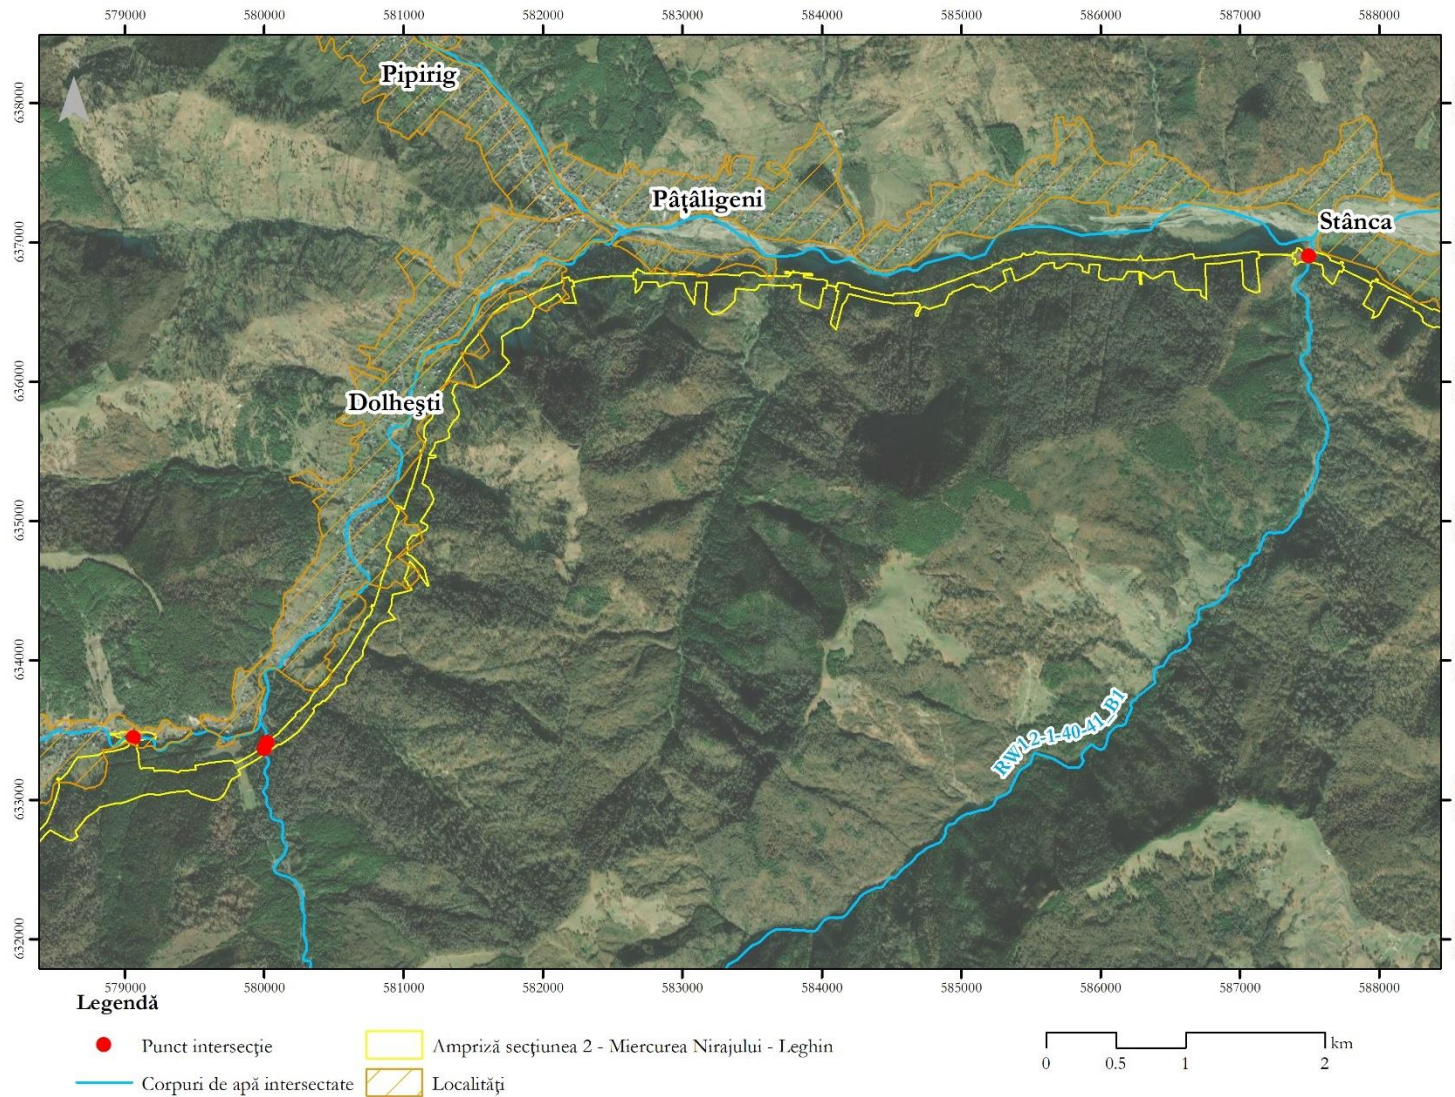 579000 580000 581000 582000 583000 584000 585000 586000 587000 588000
638000
637000
636000
635000
634000
633000
632000
Pipirig
Pâțâligeni
Stânca
Dolheşti
RW12-1-40-41_B1
579000 580000 581000 582000 583000 584000 585000 586000 587000 588000
Legendă
Punct intersecţie
Ampriză secţiunea 2 - Miercurea Nirajului - Leghin
Corpuri de apă intersectate
Localităţi
km
0 0.5 1 2